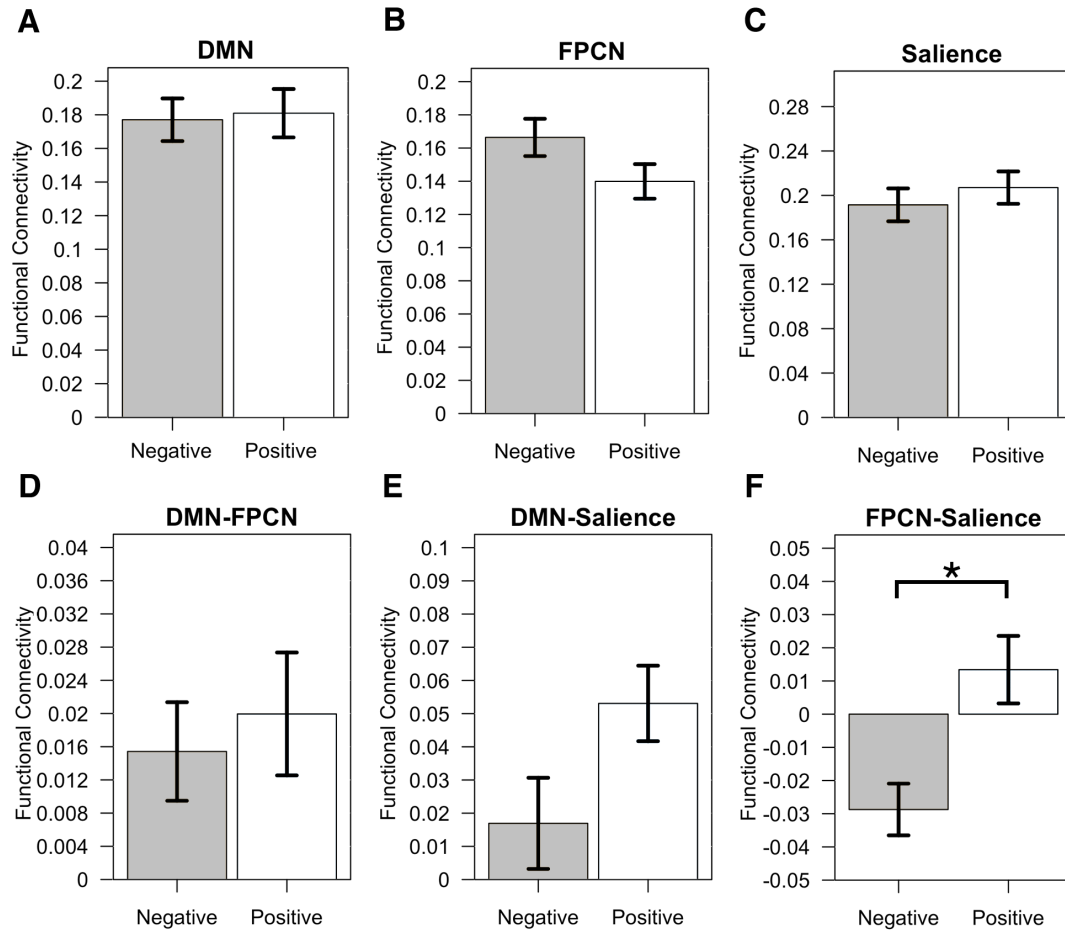 A
DMN
Functional Connectivity
0.2
0.18
0.16
0.14
0.12
0.1
0.08
0.06
0.04
0.02
0
Negative Positive
B
FPCN
Functional Connectivity
0.2
0.18
0.16
0.14
0.12
0.1
0.08
0.06
0.04
0.02
0
Negative Positive
C
Salience
Functional Connectivity
0.28
0.24
0.2
0.16
0.12
0.08
0.04
0
Negative Positive
D
DMN-FPCN
Functional Connectivity
0.04
0.036
0.032
0.028
0.024
0.02
0.016
0.012
0.008
0.004
0
Negative Positive
E
DMN-Salience
Functional Connectivity
0.1
0.09
0.08
0.07
0.06
0.05
0.04
0.03
0.02
0.01
0
Negative Positive
F
FPCN-Salience
Functional Connectivity
0.05
0.04
0.03
0.02
0.01
0
-0.01
-0.02
-0.03
-0.04
-0.05
*
Negative Positive